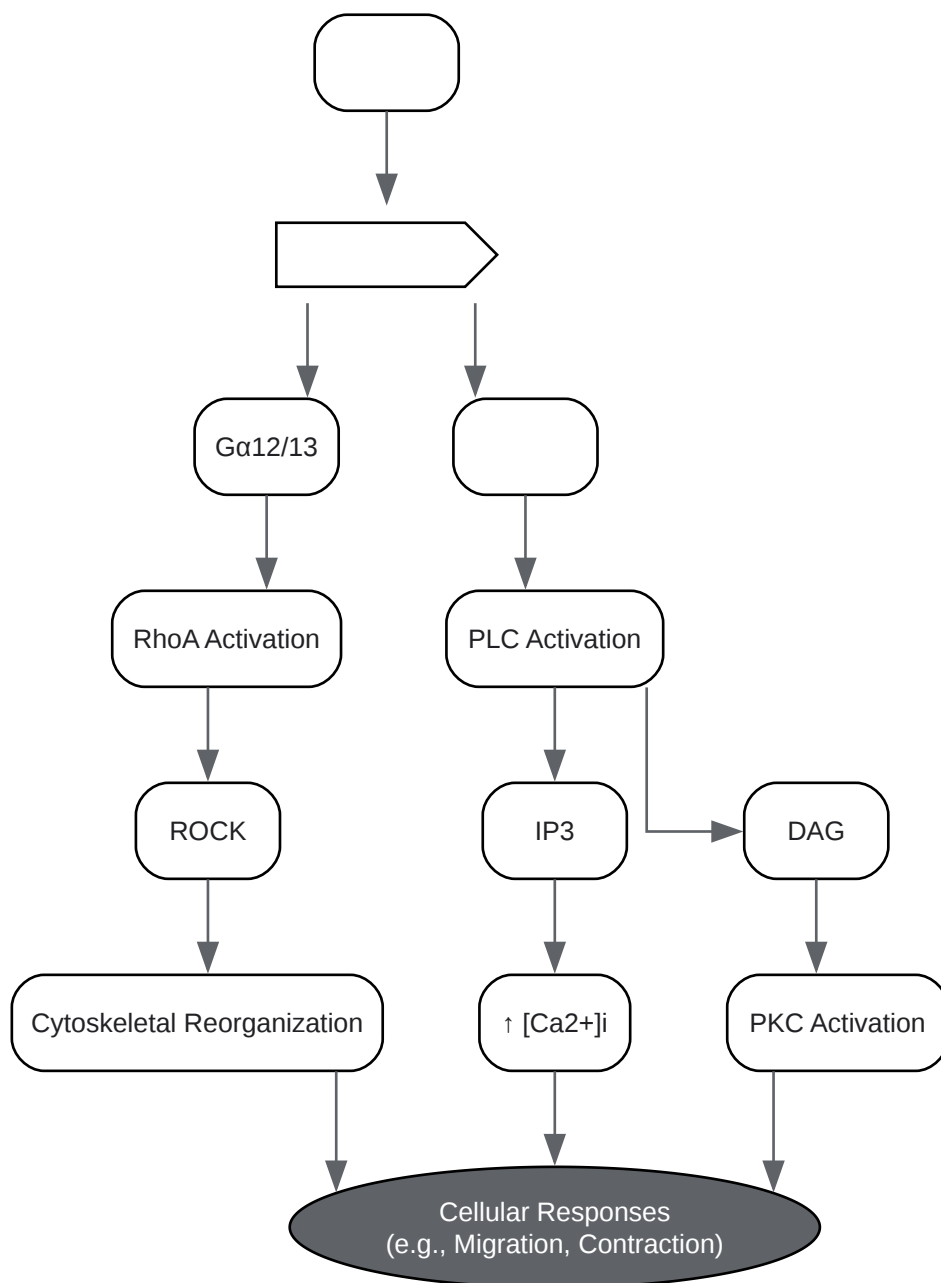 Gα12/13
RhoA Activation
PLC Activation
ROCK
IP3
DAG
Cytoskeletal Reorganization
↑ [Ca2+]i
PKC Activation
Cellular Responses
(e.g., Migration, Contraction)